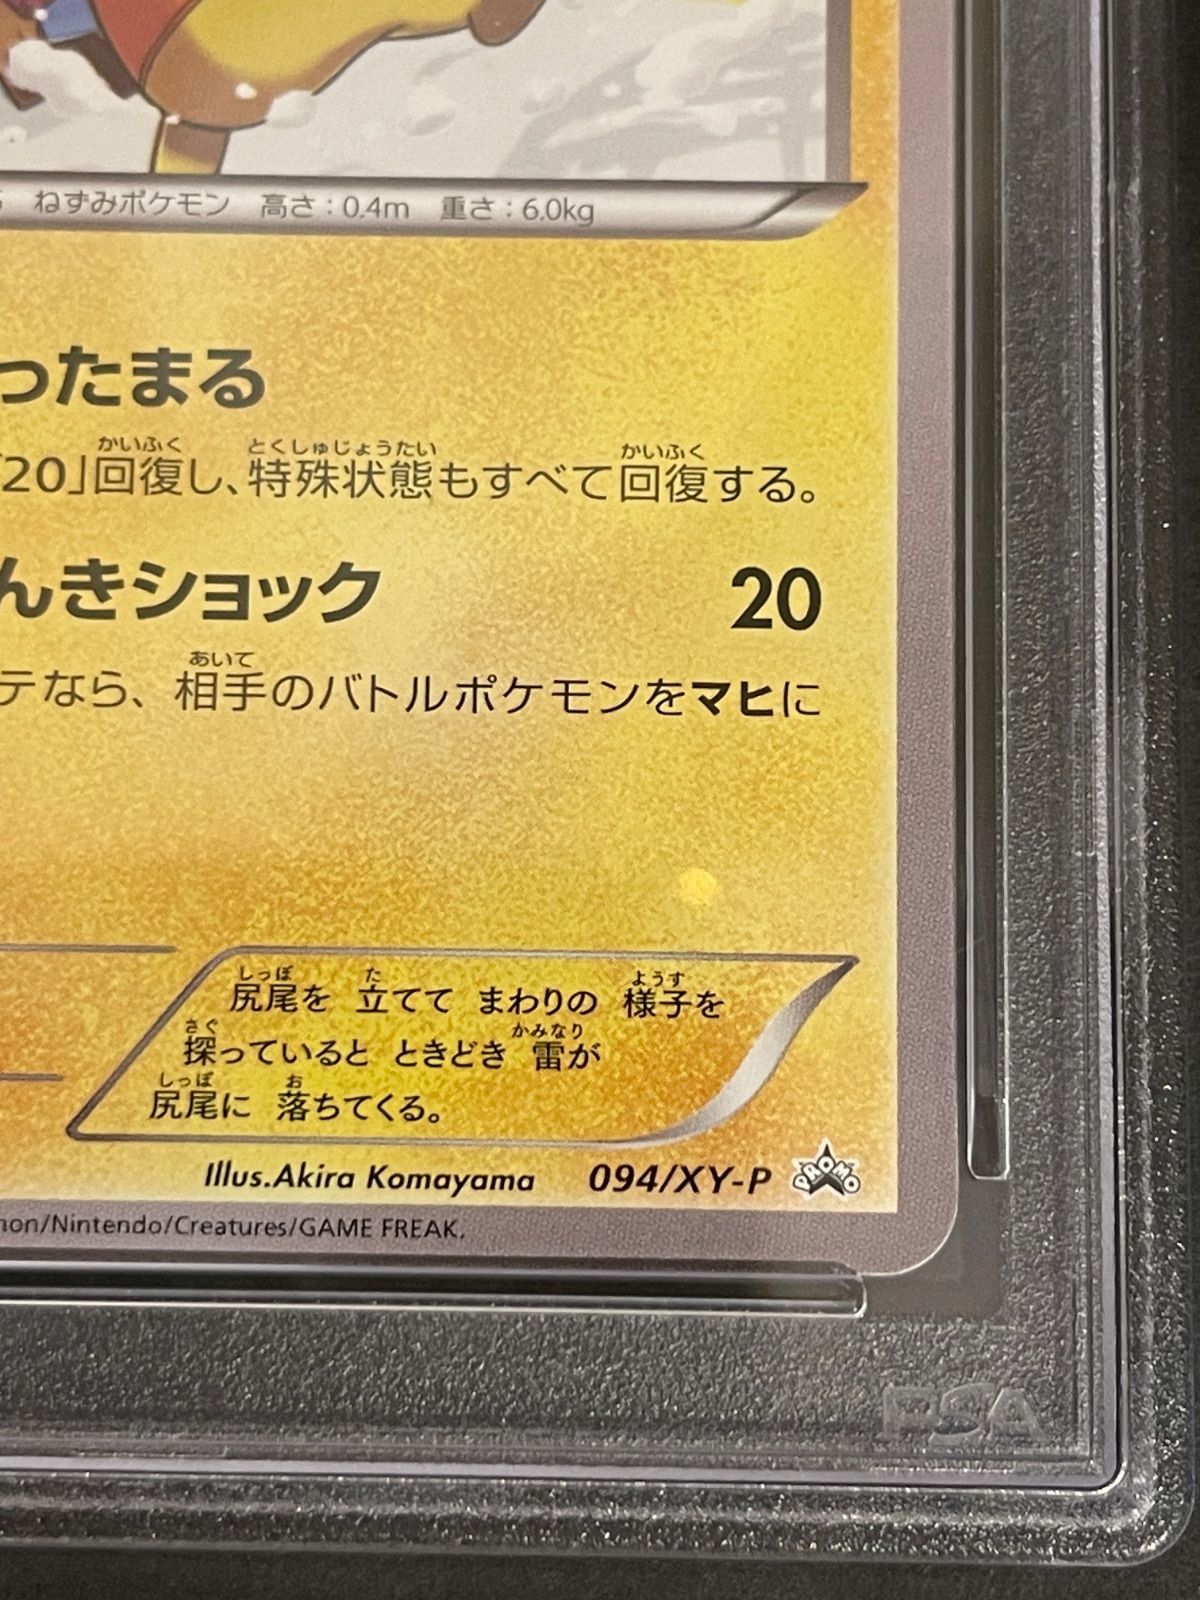 ねずみポケモン 高さ:0.4m 重さ:6.0kg
ったまる
かいふく とくしゅじょうたい かいふく
「20」回復し、特殊状態もすべて回復する。
んきショック 20
あいて
テなら、相手のバトルポケモンをマヒに
しっぽ た ようす
尻尾を 立てて まわりの 様子を
さぐ かみなり
探っていると ときどき 雷が
しっぽ お
尻尾に 落ちてくる。
Illus.Akira Komayama 094/XY-P PROMO
mon/Nintendo/Creatures/GAME FREAK.
PSA